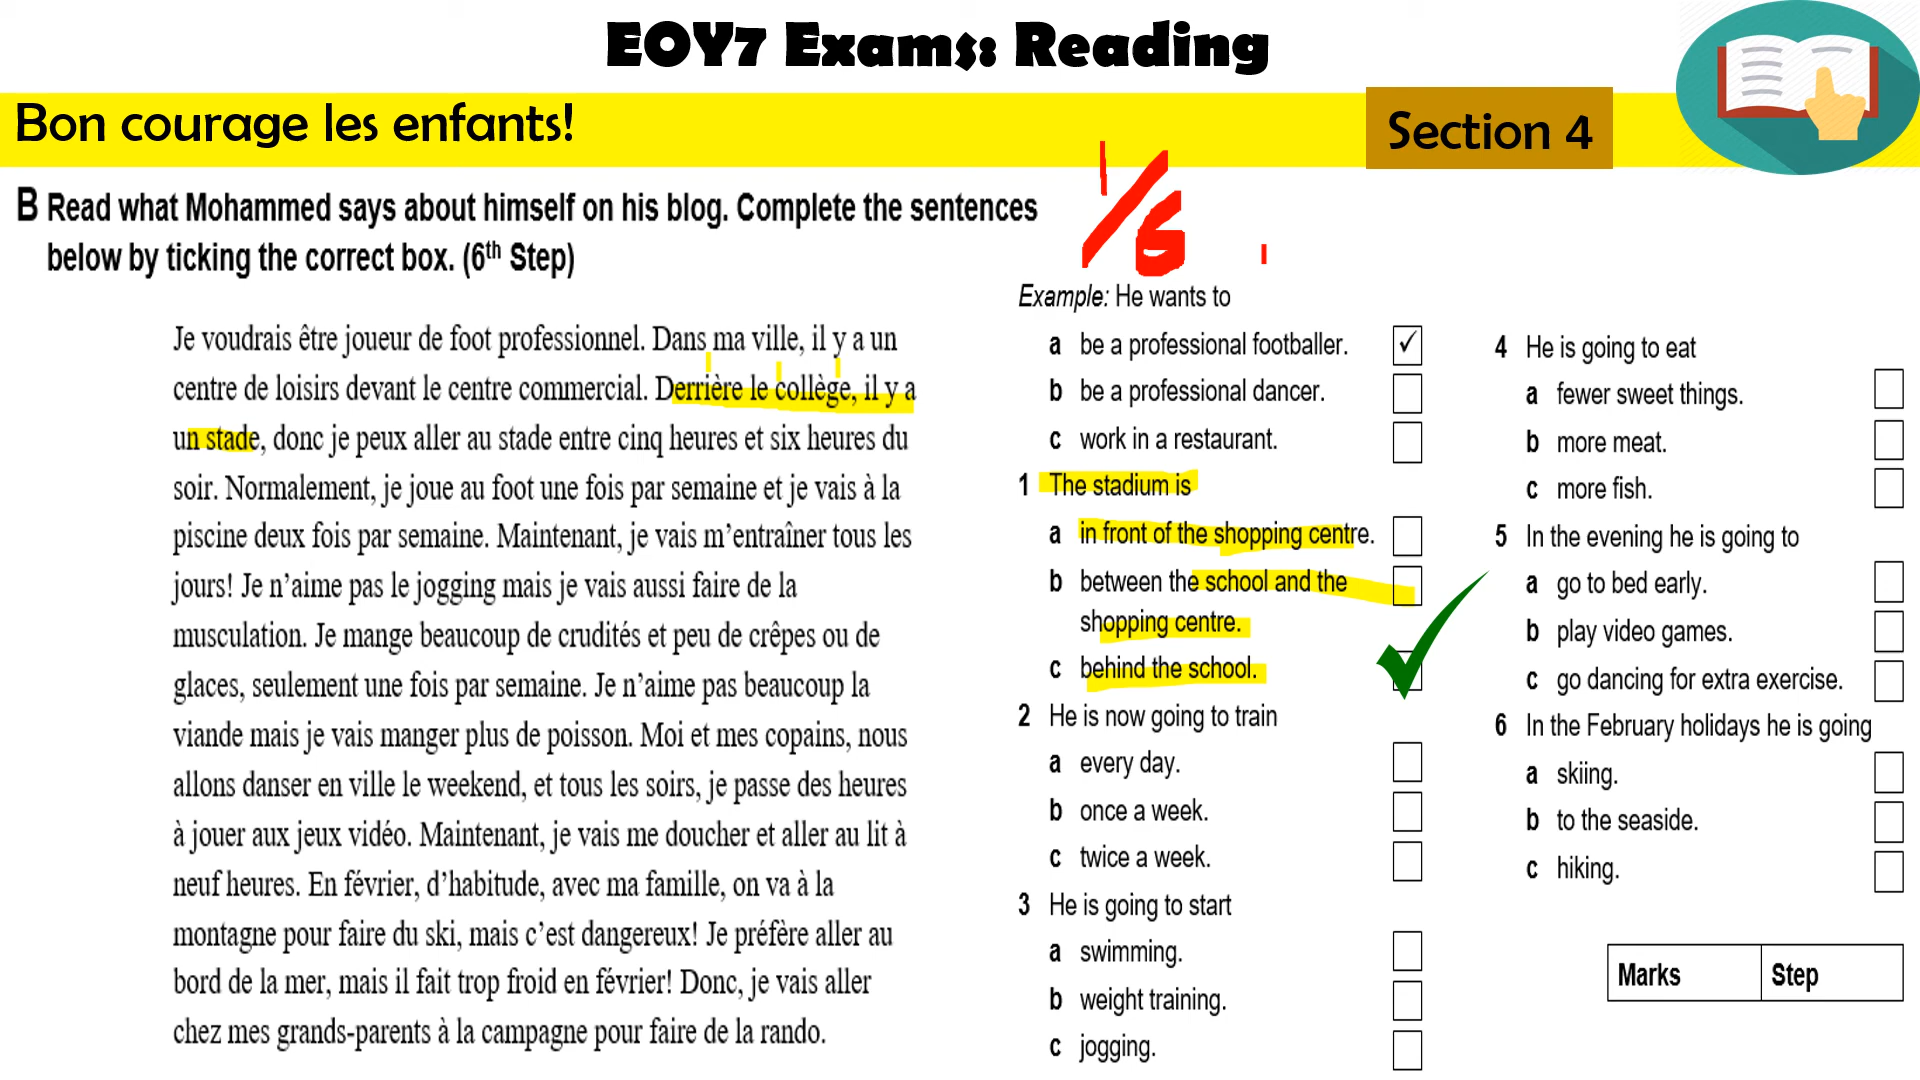 EOY7 Exams: Reading
Bon courage les enfants!
Section 4
1/6
B Read what Mohammed says about himself on his blog. Complete the sentences
below by ticking the correct box. (6th Step)
Je voudrais être joueur de foot professionnel. Dans ma ville, il y a un
centre de loisirs devant le centre commercial. Derrière le collège, il y a
un stade, donc je peux aller au stade entre cinq heures et six heures du
soir. Normalement, je joue au foot une fois par semaine et je vais à la
piscine deux fois par semaine. Maintenant, je vais m'entraîner tous les
jours! Je n'aime pas le jogging mais je vais aussi faire de la
musculation. Je mange beaucoup de crudités et peu de crêpes ou de
glaces, seulement une fois par semaine. Je n'aime pas beaucoup la
viande mais je vais manger plus de poisson. Moi et mes copains, nous
allons danser en ville le weekend, et tous les soirs, je passe des heures
à jouer aux jeux vidéo. Maintenant, je vais me doucher et aller au lit à
neuf heures. En février, d'habitude, avec ma famille, on va à la
montagne pour faire du ski, mais c'est dangereux! Je préfère aller au
bord de la mer, mais il fait trop froid en février! Donc, je vais aller
chez mes grands-parents à la campagne pour faire de la rando.
Example: He wants to
a be a professional footballer.
b be a professional dancer.
c work in a restaurant.
1 The stadium is
a in front of the shopping centre.
b between the school and the
shopping centre.
c behind the school.
2 He is now going to train
a every day.
b once a week.
c twice a week.
3 He is going to start
a swimming.
b weight training.
c jogging.
4 He is going to eat
a fewer sweet things.
b more meat.
c more fish.
5 In the evening he is going to
a go to bed early.
b play video games.
c go dancing for extra exercise.
6 In the February holidays he is going
a skiing.
b to the seaside.
c hiking.
Marks Step